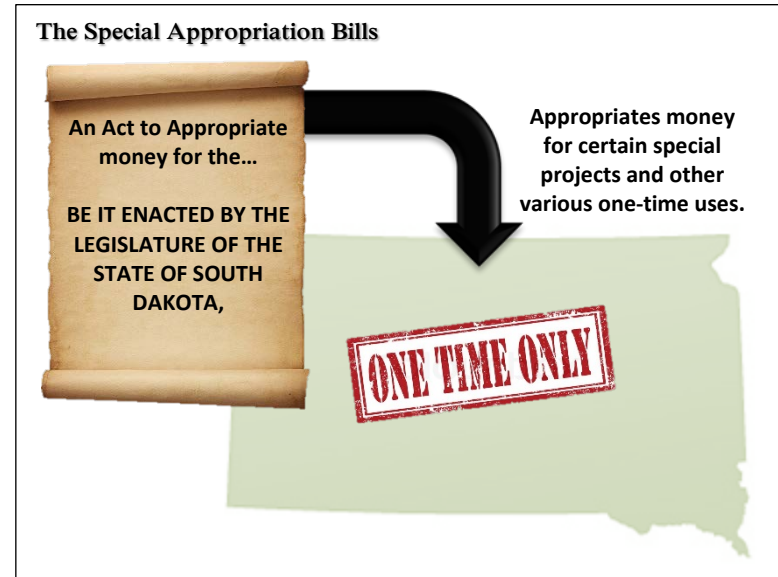 The Special Appropriation Bills
An Act to Appropriate
money for the…
BE IT ENACTED BY THE
LEGISLATURE OF THE
STATE OF SOUTH
DAKOTA,
Appropriates money
for certain special
projects and other
various one-time uses.
ONE TIME ONLY